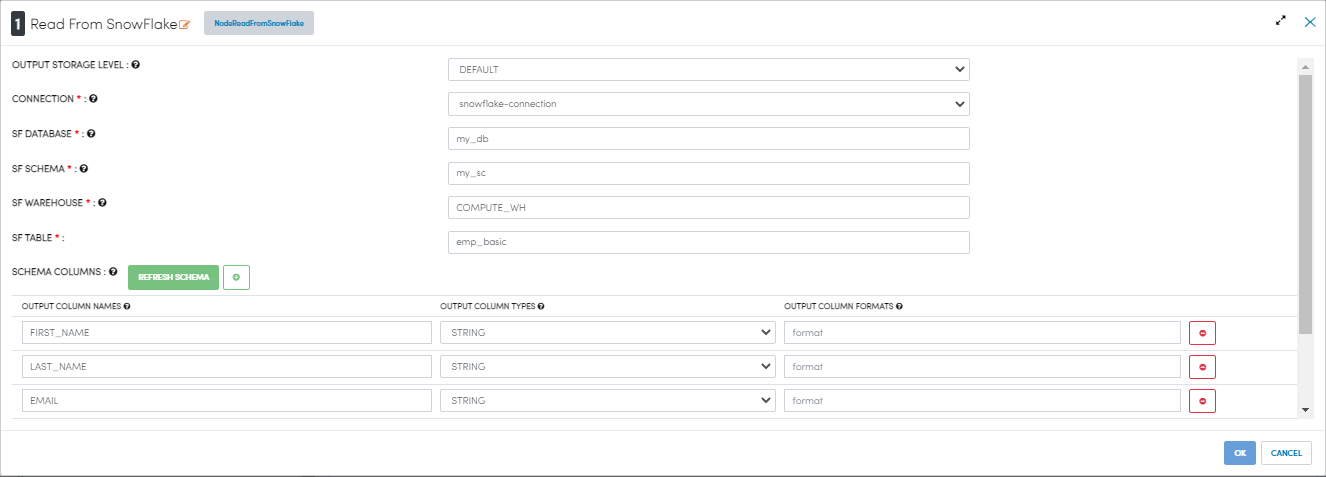 1 Read From SnowFlake NodeReadFromSnowFlake
OUTPUT STORAGE LEVEL : DEFAULT
CONNECTION * : snowflake-connection
SF DATABASE * : my_db
SF SCHEMA * : my_sc
SF WAREHOUSE * : COMPUTE_WH
SF TABLE * : emp_basic
SCHEMA COLUMNS : REFRESH SCHEMA
OUTPUT COLUMN NAMES OUTPUT COLUMN TYPES OUTPUT COLUMN FORMATS
FIRST_NAME STRING format
LAST_NAME STRING format
EMAIL STRING format
OK CANCEL